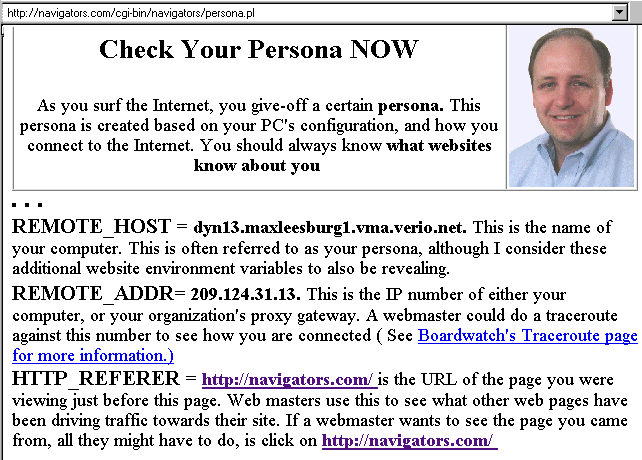 http://navigators.com/cgi-bin/navigators/persona.pl
Check Your Persona NOW
As you surf the Internet, you give-off a certain persona. This
persona is created based on your PC's configuration, and how you
connect to the Internet. You should always know what websites
know about you
. . .
REMOTE_HOST = dyn13.maxleesburg1.vma.verio.net. This is the name of
your computer. This is often referred to as your persona, although I consider these
additional website environment variables to also be revealing.
REMOTE_ADDR= 209.124.31.13. This is the IP number of either your
computer, or your organization's proxy gateway. A webmaster could do a traceroute
against this number to see how you are connected ( See Boardwatch's Traceroute page
for more information.)
HTTP_REFERER = http://navigators.com/ is the URL of the page you were
viewing just before this page. Web masters use this to see what other web pages have
been driving traffic towards their site. If a webmaster wants to see the page you came
from, all they might have to do, is click on http://navigators.com/